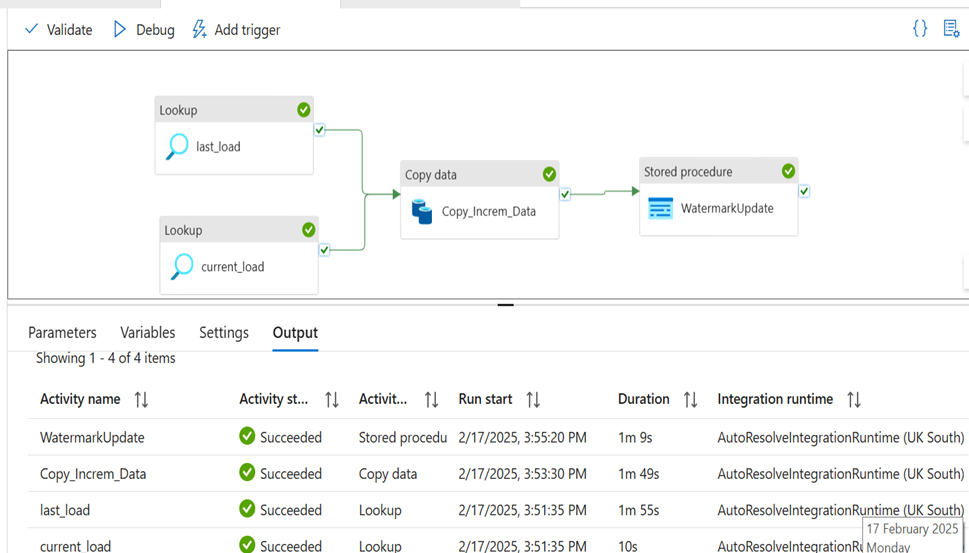 Validate Debug Add trigger {}
Lookup
last_load
Lookup
current_load
Copy data
Copy_Increm_Data
Stored procedure
WatermarkUpdate
Parameters Variables Settings Output
Showing 1 - 4 of 4 items
Activity name Activity st... Activit... Run start Duration Integration runtime
WatermarkUpdate Succeeded Stored procedu 2/17/2025, 3:55:20 PM 1m 9s AutoResolveIntegrationRuntime (UK South)
Copy_Increm_Data Succeeded Copy data 2/17/2025, 3:53:30 PM 1m 49s AutoResolveIntegrationRuntime (UK South)
last_load Succeeded Lookup 2/17/2025, 3:51:35 PM 1m 55s AutoResolveIntegrationRuntime (UK South)
current_load Succeeded Lookup 2/17/2025, 3:51:35 PM 10s AutoResolveIntegrationRu
17 February 2025
Monday